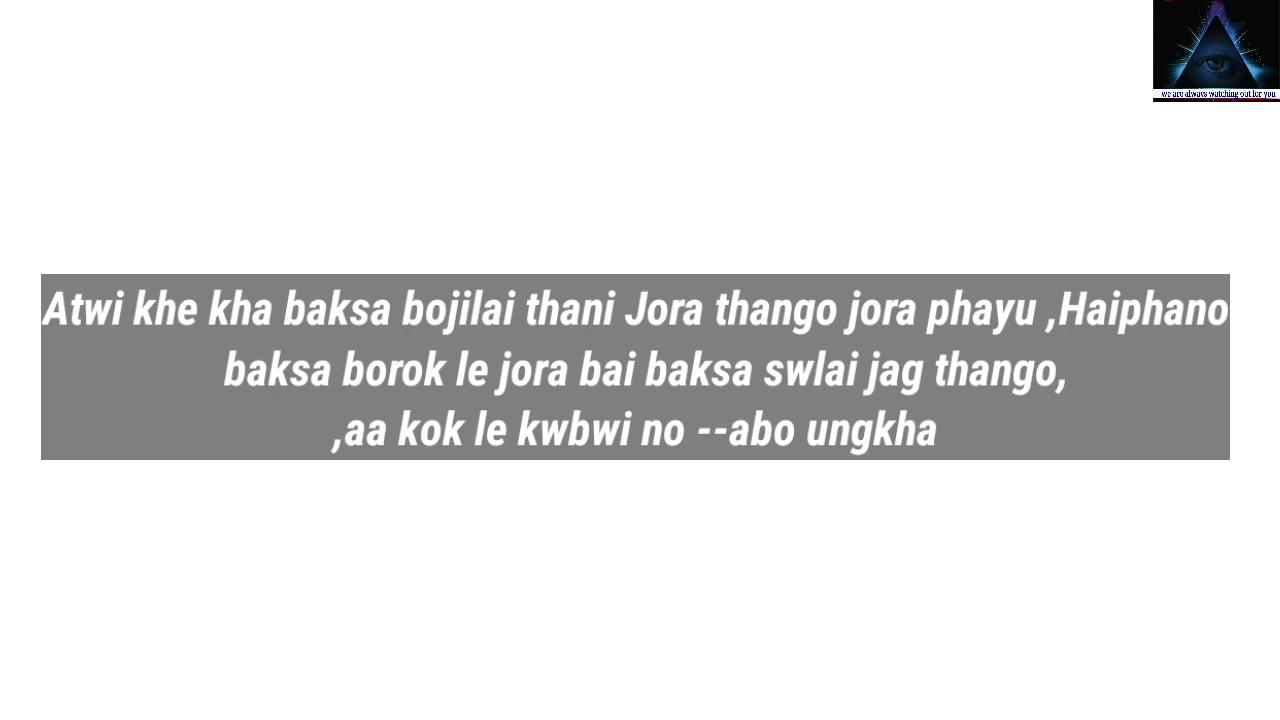 we are always watching out for you
Atwi khe kha baksa bojilai thani Jora thango jora phayu ,Haiphano
baksa borok le jora bai baksa swlai jag thango,
,aa kok le kwbwi no --abo ungkha